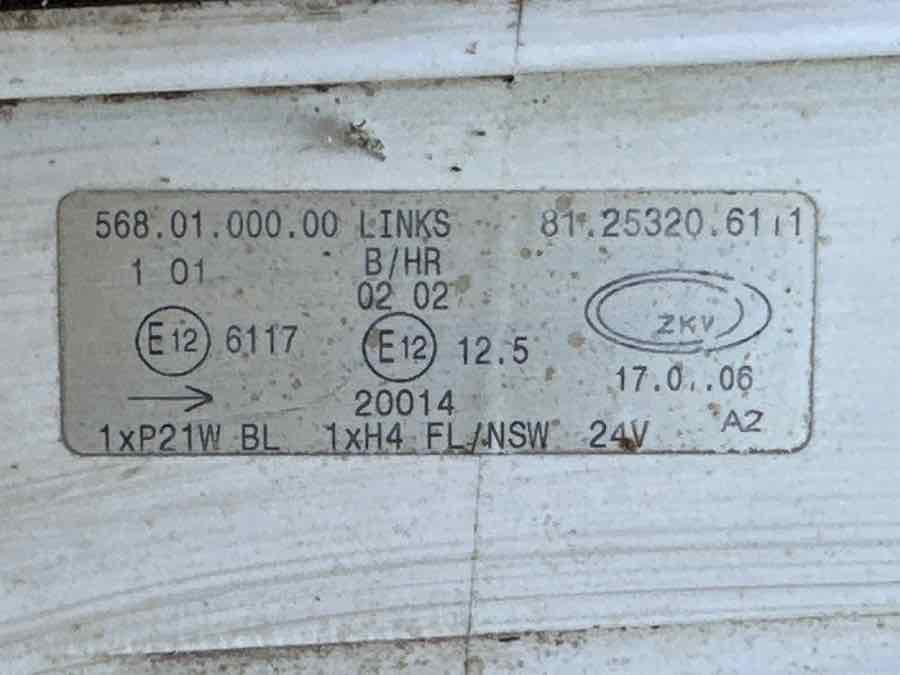 568.01.000.00 LINKS
1 01 B/HR
02 02
E12 6117 E12 12.5
ZKV
20014
1xP21W BL 1xH4 FL/NSW 24V A2